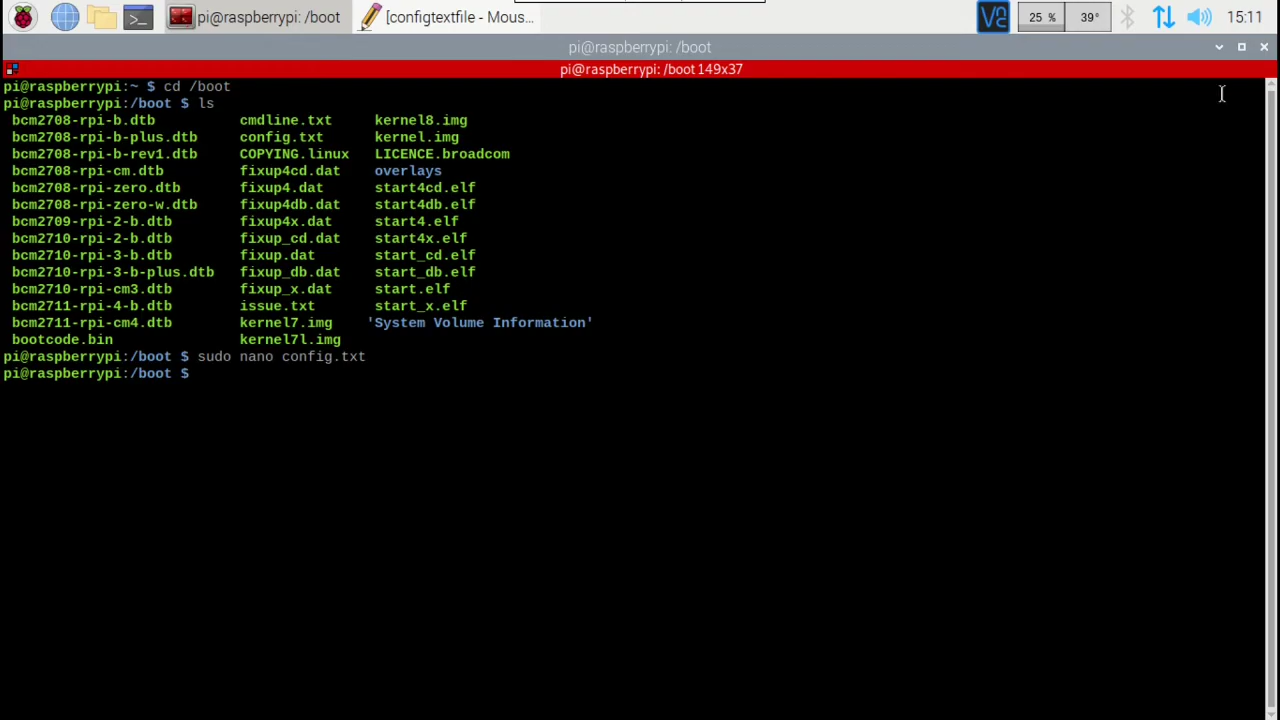 pi@raspberrypi: /boot [configtextfile - Mous... VE 25 % 39° 15:11
pi@raspberrypi: /boot
pi@raspberrypi: /boot 149x37
pi@raspberrypi:~ $ cd /boot
pi@raspberrypi:/boot $ ls
bcm2708-rpi-b.dtb cmdline.txt kernel8.img
bcm2708-rpi-b-plus.dtb config.txt kernel.img
bcm2708-rpi-b-rev1.dtb COPYING.linux LICENCE.broadcom
bcm2708-rpi-cm.dtb fixup4cd.dat overlays
bcm2708-rpi-zero.dtb fixup4.dat start4cd.elf
bcm2708-rpi-zero-w.dtb fixup4db.dat start4db.elf
bcm2709-rpi-2-b.dtb fixup4x.dat start4.elf
bcm2710-rpi-2-b.dtb fixup_cd.dat start4x.elf
bcm2710-rpi-3-b.dtb fixup.dat start_cd.elf
bcm2710-rpi-3-b-plus.dtb fixup_db.dat start_db.elf
bcm2710-rpi-cm3.dtb fixup_x.dat start.elf
bcm2711-rpi-4-b.dtb issue.txt start_x.elf
bcm2711-rpi-cm4.dtb kernel7.img 'System Volume Information'
bootcode.bin kernel7l.img
pi@raspberrypi:/boot $ sudo nano config.txt
pi@raspberrypi:/boot $